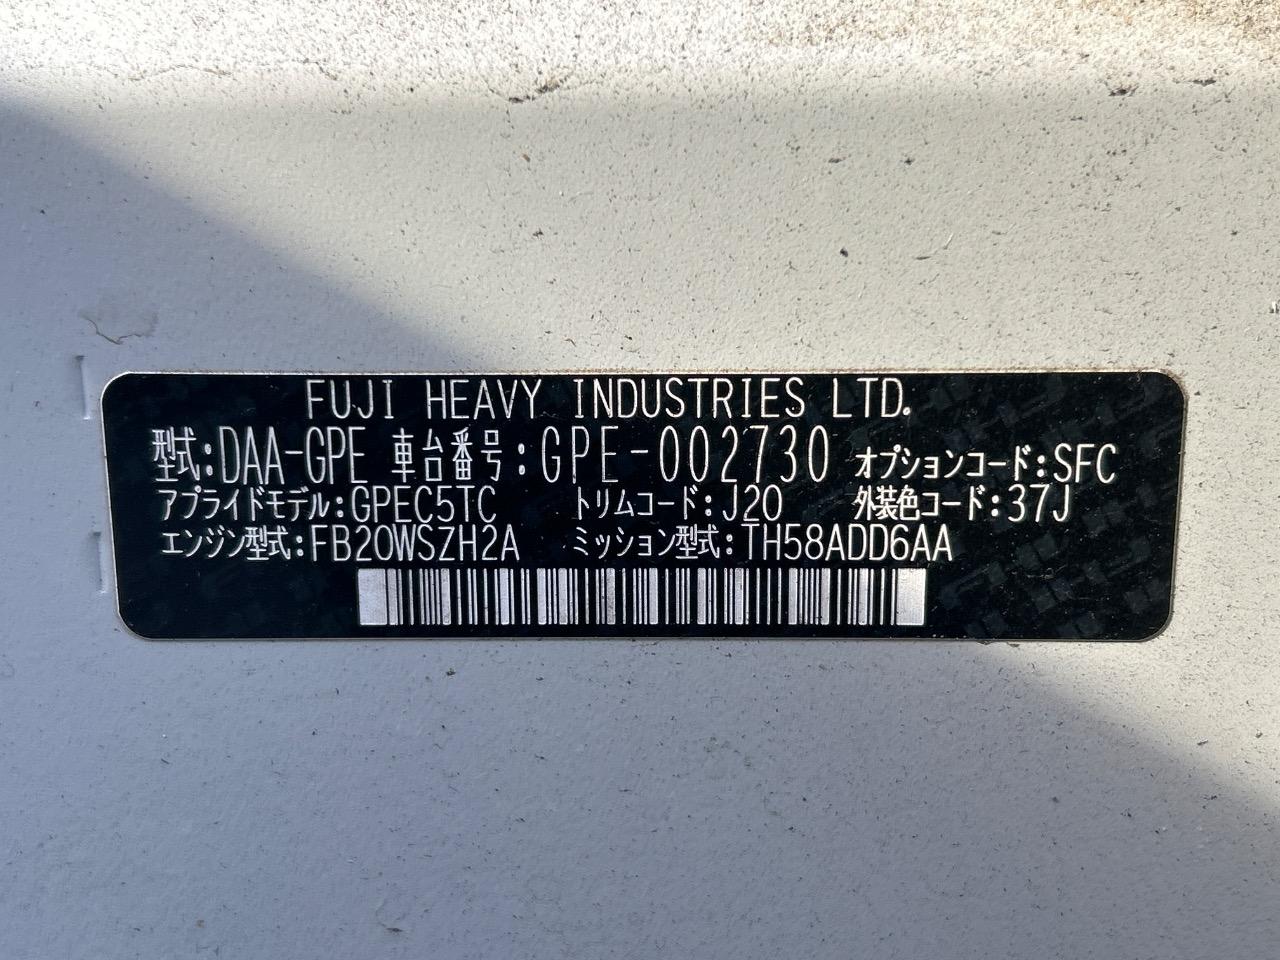 FUJI HEAVY INDUSTRIES LTD.
型式:DAA-GPE 車台番号:GPE-002730 オプションコード:SFC
アプライドモデル:GPEC5TC トリムコード:J20 外装色コード:37J
エンジン型式:FB20WSZH2A ミッション型式:TH58ADD6AA